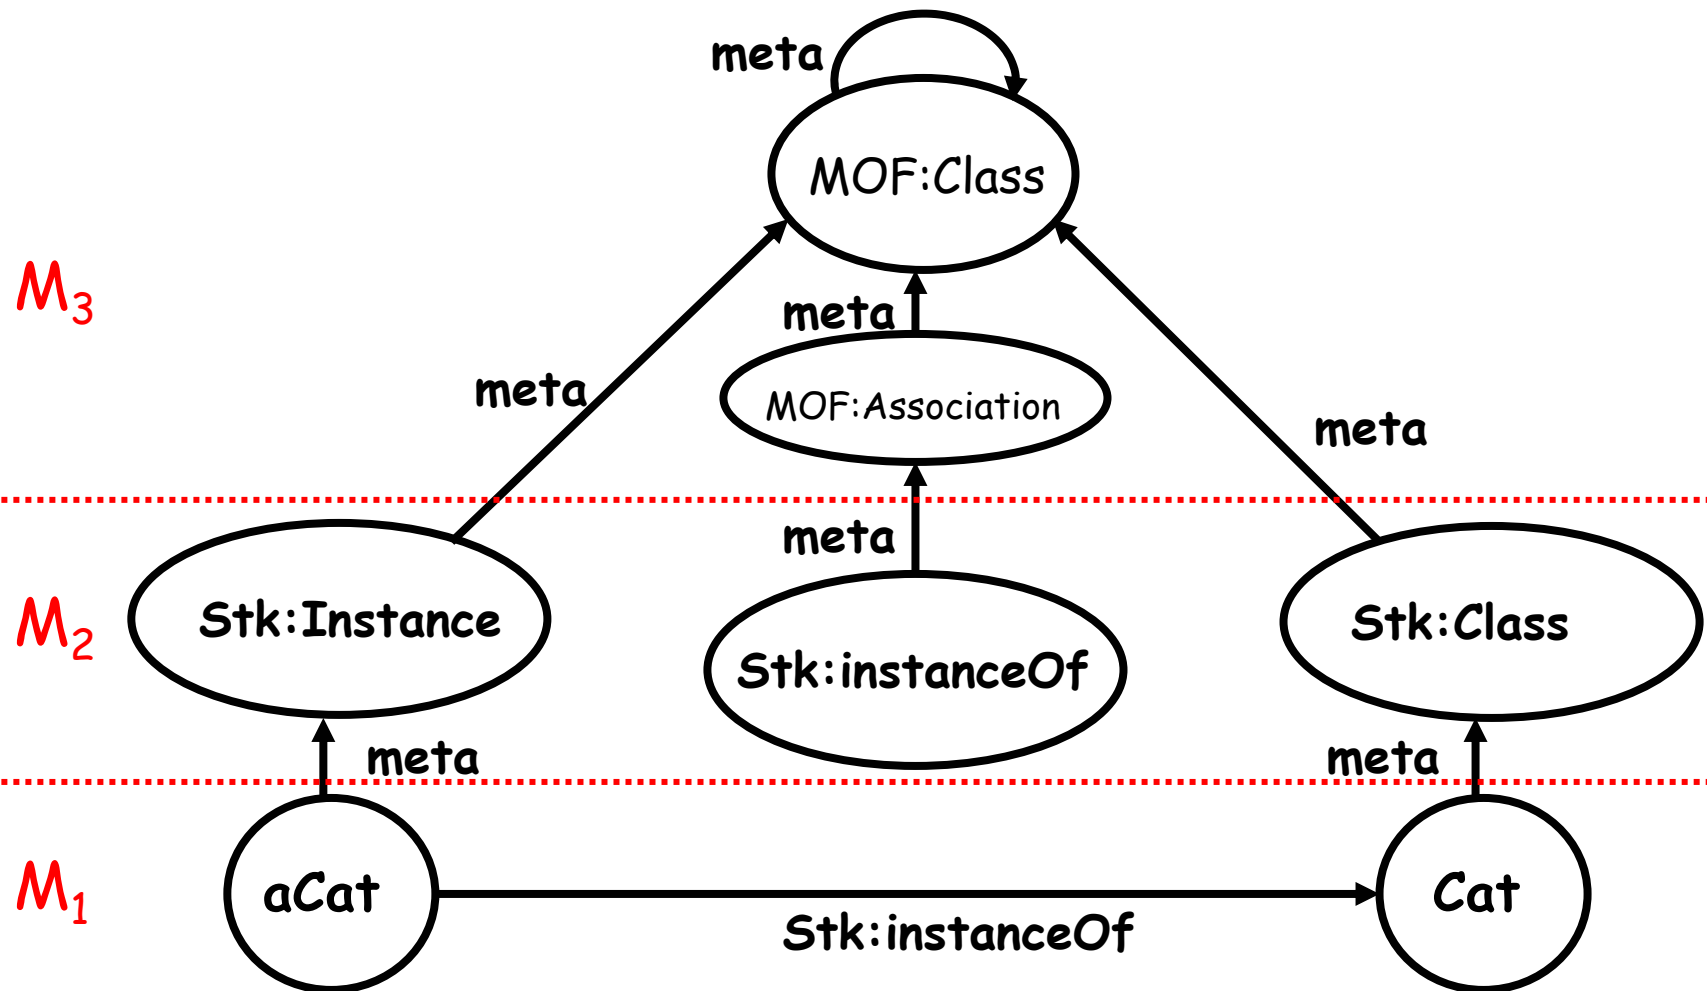 meta
MOF:Class
M3
meta
MOF:Association
meta
meta
meta
M2
Stk:Instance
Stk:instanceOf
Stk:Class
meta
meta
M1
aCat
Cat
Stk:instanceOf